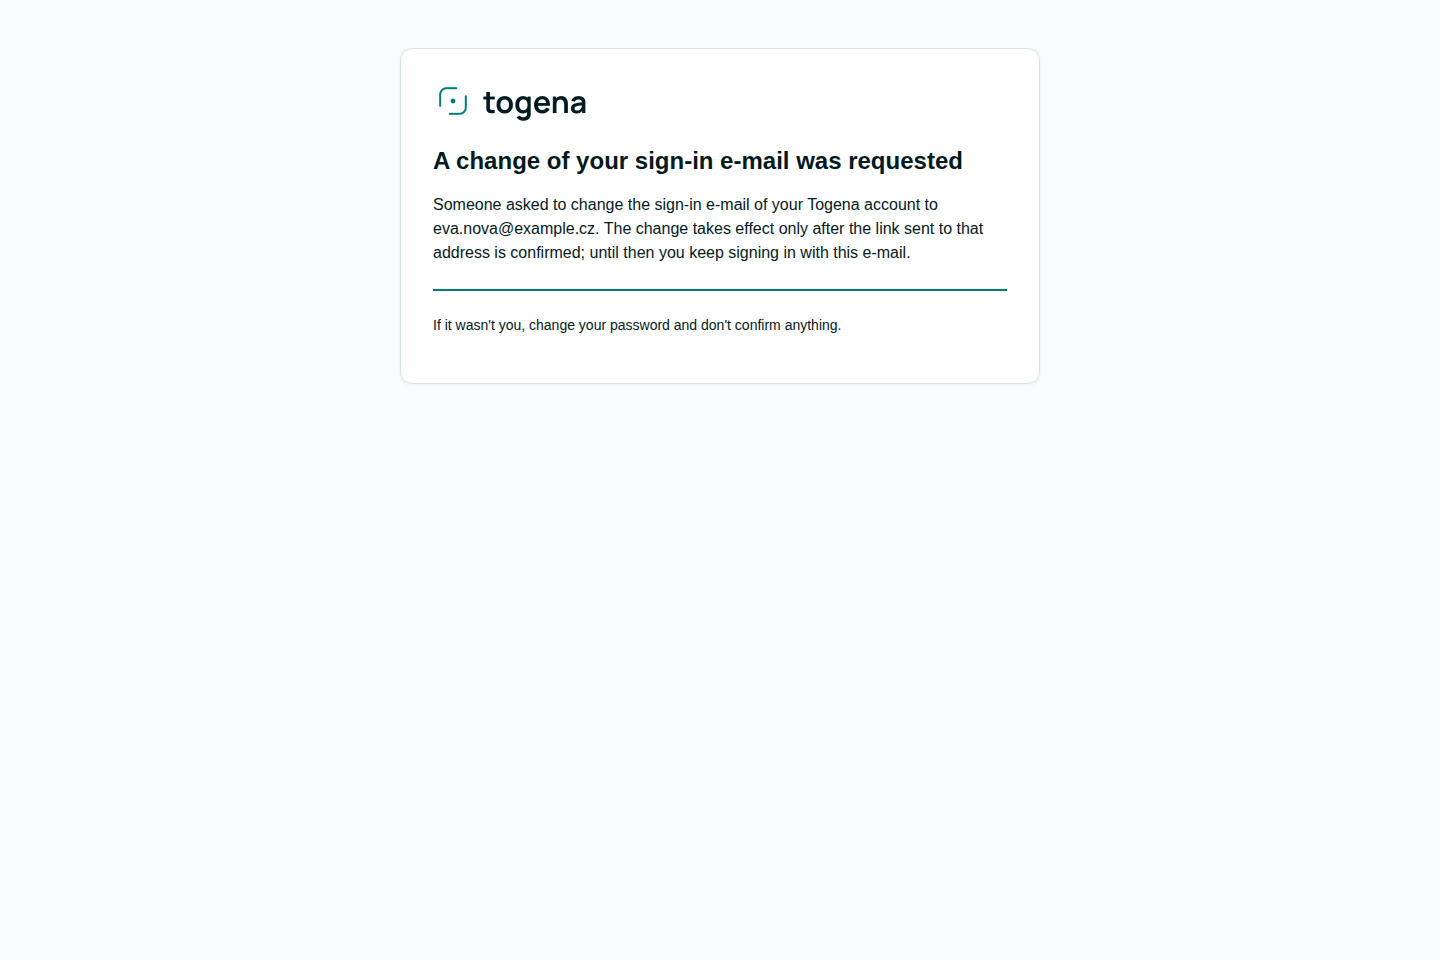 togena
A change of your sign-in e-mail was requested
Someone asked to change the sign-in e-mail of your Togena account to
eva.nova@example.cz. The change takes effect only after the link sent to that
address is confirmed; until then you keep signing in with this e-mail.
If it wasn't you, change your password and don't confirm anything.